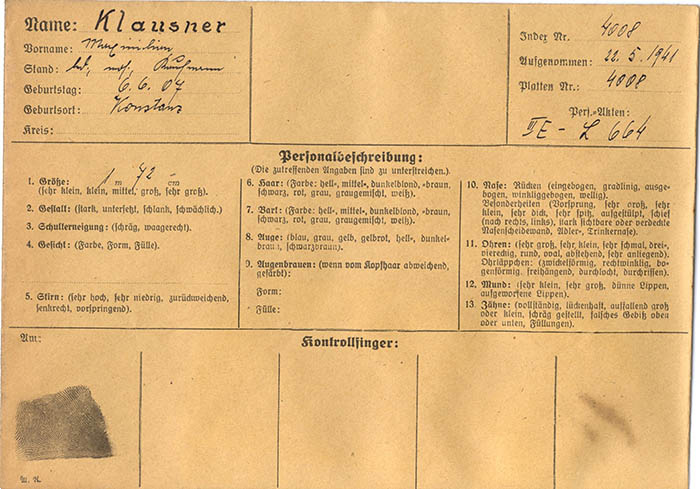 Name: Klausner
Vorname: Maximilian
Stand: led., mos., Kaufmann
Geburtstag: 6. 6. 07
Geburtsort: Konstanz
Kreis:
Index Nr. 4008
Aufgenommen: 22. 5. 1941
Platten Nr.: 4008
Pers.-Akten:
E - L 664
Personalbeschreibung:
(Die zutreffenden Angaben sind zu unterstreichen).
1. Größe: 1 m 72 cm
(sehr klein, klein, mittel, groß, sehr groß).
2. Gestalt: (stark, untersetzt, schlank, schwächlich.)
3. Schulterneigung: (schräg, waagerecht).
4. Gesicht: (Farbe, Form, Fülle).
5. Stirn: (sehr hoch, sehr niedrig, zurückweichend,
senkrecht, vorspringend).
6. Haar: (Farbe: hell-, mittel-, dunkelblond, -braun,
schwarz, rot, grau, graugemischt, weiß).
7. Bart: (Farbe: hell-, mittel-, dunkelblond, -braun,
schwarz, rot, grau, graugemischt, weiß).
8. Auge: (blau, grau, gelb, gelbrot, hell-, dunkel-
braun, schwarzbraun).
9. Augenbrauen: (wenn vom Kopfhaar abweichend,
gefärbt):
Form:
Fülle:
10. Nase: Rücken (eingebogen, gradlinig, ausge-
bogen, winkliggebogen, wellig).
Besonderheiten (Vorsprung, sehr groß, sehr
klein, sehr dick, sehr spitz, aufgestülpt, schief
(nach rechts, links), stark sichtbare oder verdeckte
Nasenscheidewand, Adler-, Trinkernase).
11. Ohren: (sehr groß, sehr klein, sehr schmal, drei-,
viereckig, rund, oval, abstehend, sehr anliegend).
Ohrläppchen: (zwickelförmig, rechtwinklig, bo-
genförmig, freihängend, durchlocht, durchrissen).
12. Mund: (sehr klein, sehr groß, dünne Lippen,
aufgeworfene Lippen).
13. Zähne: (vollständig, lückenhaft, auffallend groß
oder klein, schräg gestellt, falsches Gebiß oben
oder unten, Füllungen).
Am:
Kontrollfinger: